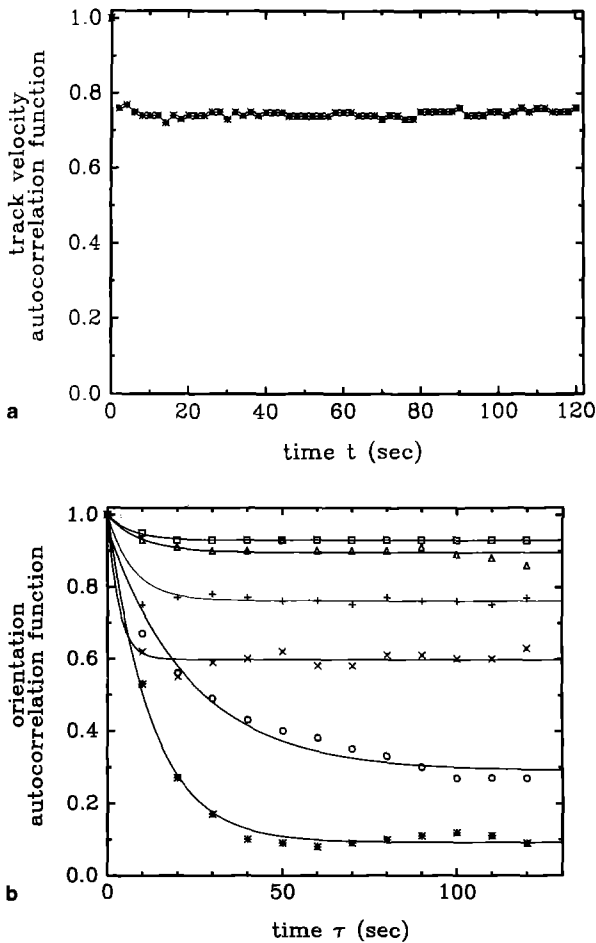 1.0
0.8
0.6
0.4
0.2
0.0
track velocity
autocorrelation function
0 20 40 60 80 100 120
time t (sec)
a
1.0
0.8
0.6
0.4
0.2
0.0
orientation
autocorrelation function
0 50 100
time τ (sec)
b